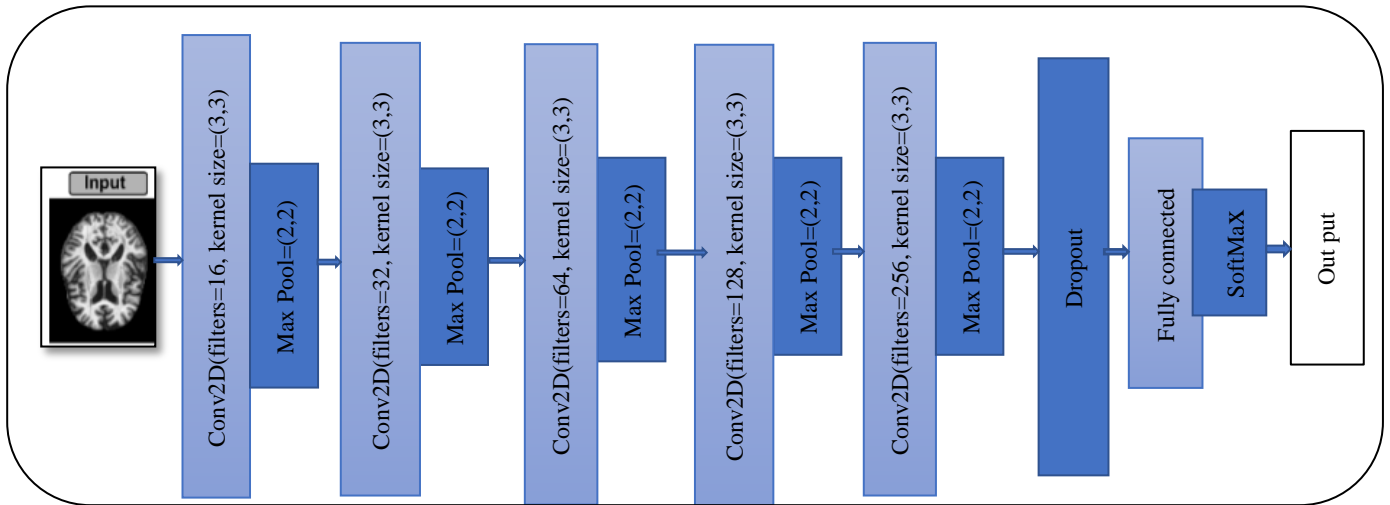 Input
Conv2D(filters=16, kernel size=(3,3)
Max Pool=(2,2)
Conv2D(filters=32, kernel size=(3,3)
Max Pool=(2,2)
Conv2D(filters=64, kernel size=(3,3)
Max Pool=(2,2)
Conv2D(filters=128, kernel size=(3,3)
Max Pool=(2,2)
Conv2D(filters=256, kernel size=(3,3)
Max Pool=(2,2)
Dropout
Fully connected
SoftMaX
Out put